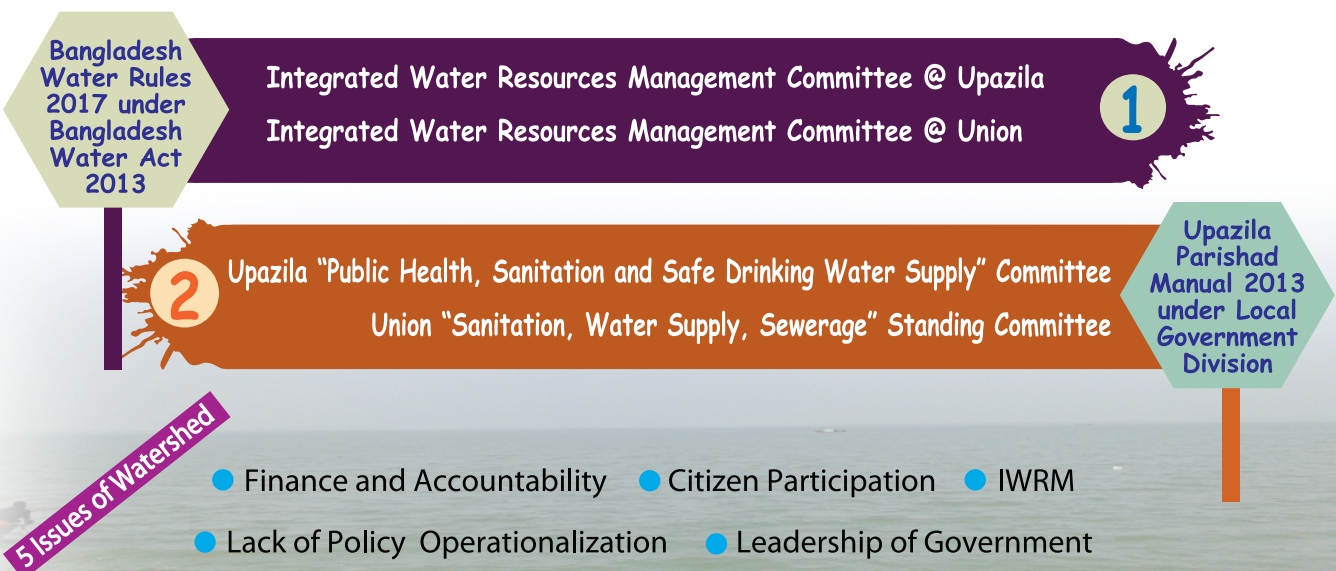 Bangladesh
Water Rules
2017 under
Bangladesh
Water Act
2013
Integrated Water Resources Management Committee @ Upazila
Integrated Water Resources Management Committee @ Union
1
2
Upazila “Public Health, Sanitation and Safe Drinking Water Supply” Committee
Union “Sanitation, Water Supply, Sewerage” Standing Committee
Upazila
Parishad
Manual 2013
under Local
Government
Division
5 Issues of Watershed
● Finance and Accountability ● Citizen Participation ● IWRM
● Lack of Policy Operationalization ● Leadership of Government